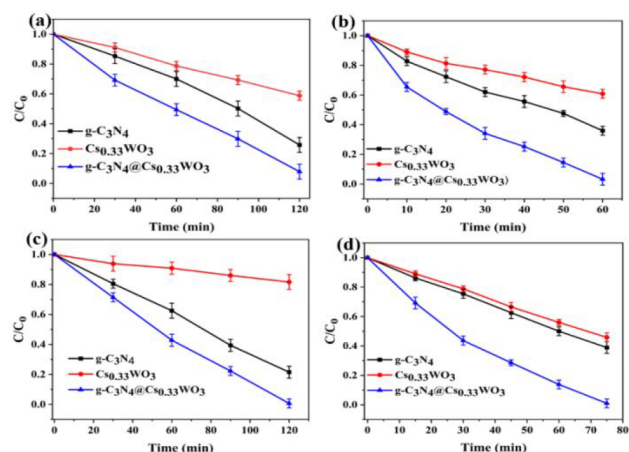 (a)
1.0
0.8
0.6
0.4
0.2
0.0
C/C0
g-C3N4
Cs0.33WO3
g-C3N4@Cs0.33WO3
0 20 40 60 80 100 120
Time (min)
(b)
1.0
0.8
0.6
0.4
0.2
0.0
C/C0
g-C3N4
Cs0.33WO3
g-C3N4@Cs0.33WO3)
0 10 20 30 40 50 60
Time (min)
(c)
1.0
0.8
0.6
0.4
0.2
0.0
C/C0
g-C3N4
Cs0.33WO3
g-C3N4@Cs0.33WO3
0 20 40 60 80 100 120
Time (min)
(d)
1.0
0.8
0.6
0.4
0.2
0.0
C/C0
g-C3N4
Cs0.33WO3
g-C3N4@Cs0.33WO3
0 10 20 30 40 50 60 70 80
Time (min)